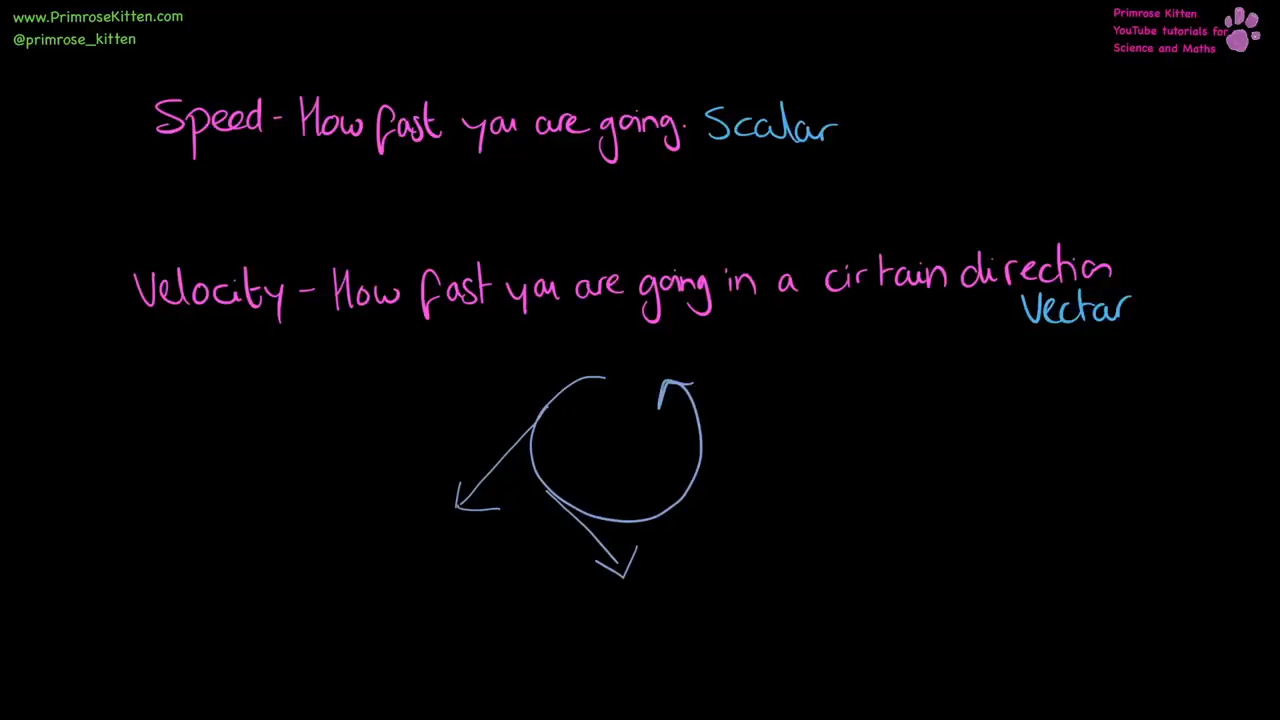 www.PrimroseKitten.com
@primrose_kitten
Primrose Kitten
YouTube tutorials for
Science and Maths
Speed - How fast you are going. Scalar
Velocity - How fast you are going in a cirtain direction
Vectar